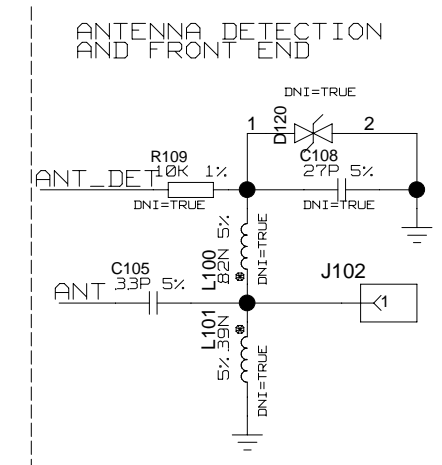 ANTENNA DETECTION
AND FRONT END
DNI=TRUE
1
D120
2
R109
C108
ANT_DET
10K 1%
27P 5%
DNI=TRUE
DNI=TRUE
L100
82N 5%
DNI=TRUE
C105
J102
ANT
33P 5%
1
L101
5% 39N
DNI=TRUE